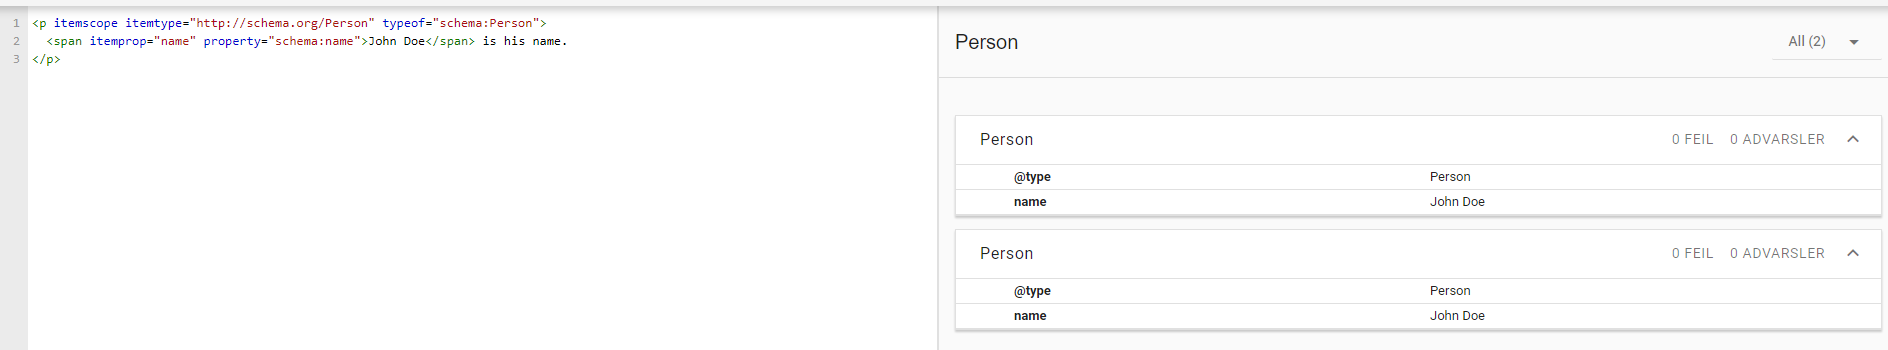 1 <p itemscope itemtype="http://schema.org/Person" typeof="schema:Person">
2 <span itemprop="name" property="schema:name">John Doe</span> is his name.
3 </p>
Person All (2)
Person 0 FEIL 0 ADVARSLER
@type Person
name John Doe
Person 0 FEIL 0 ADVARSLER
@type Person
name John Doe